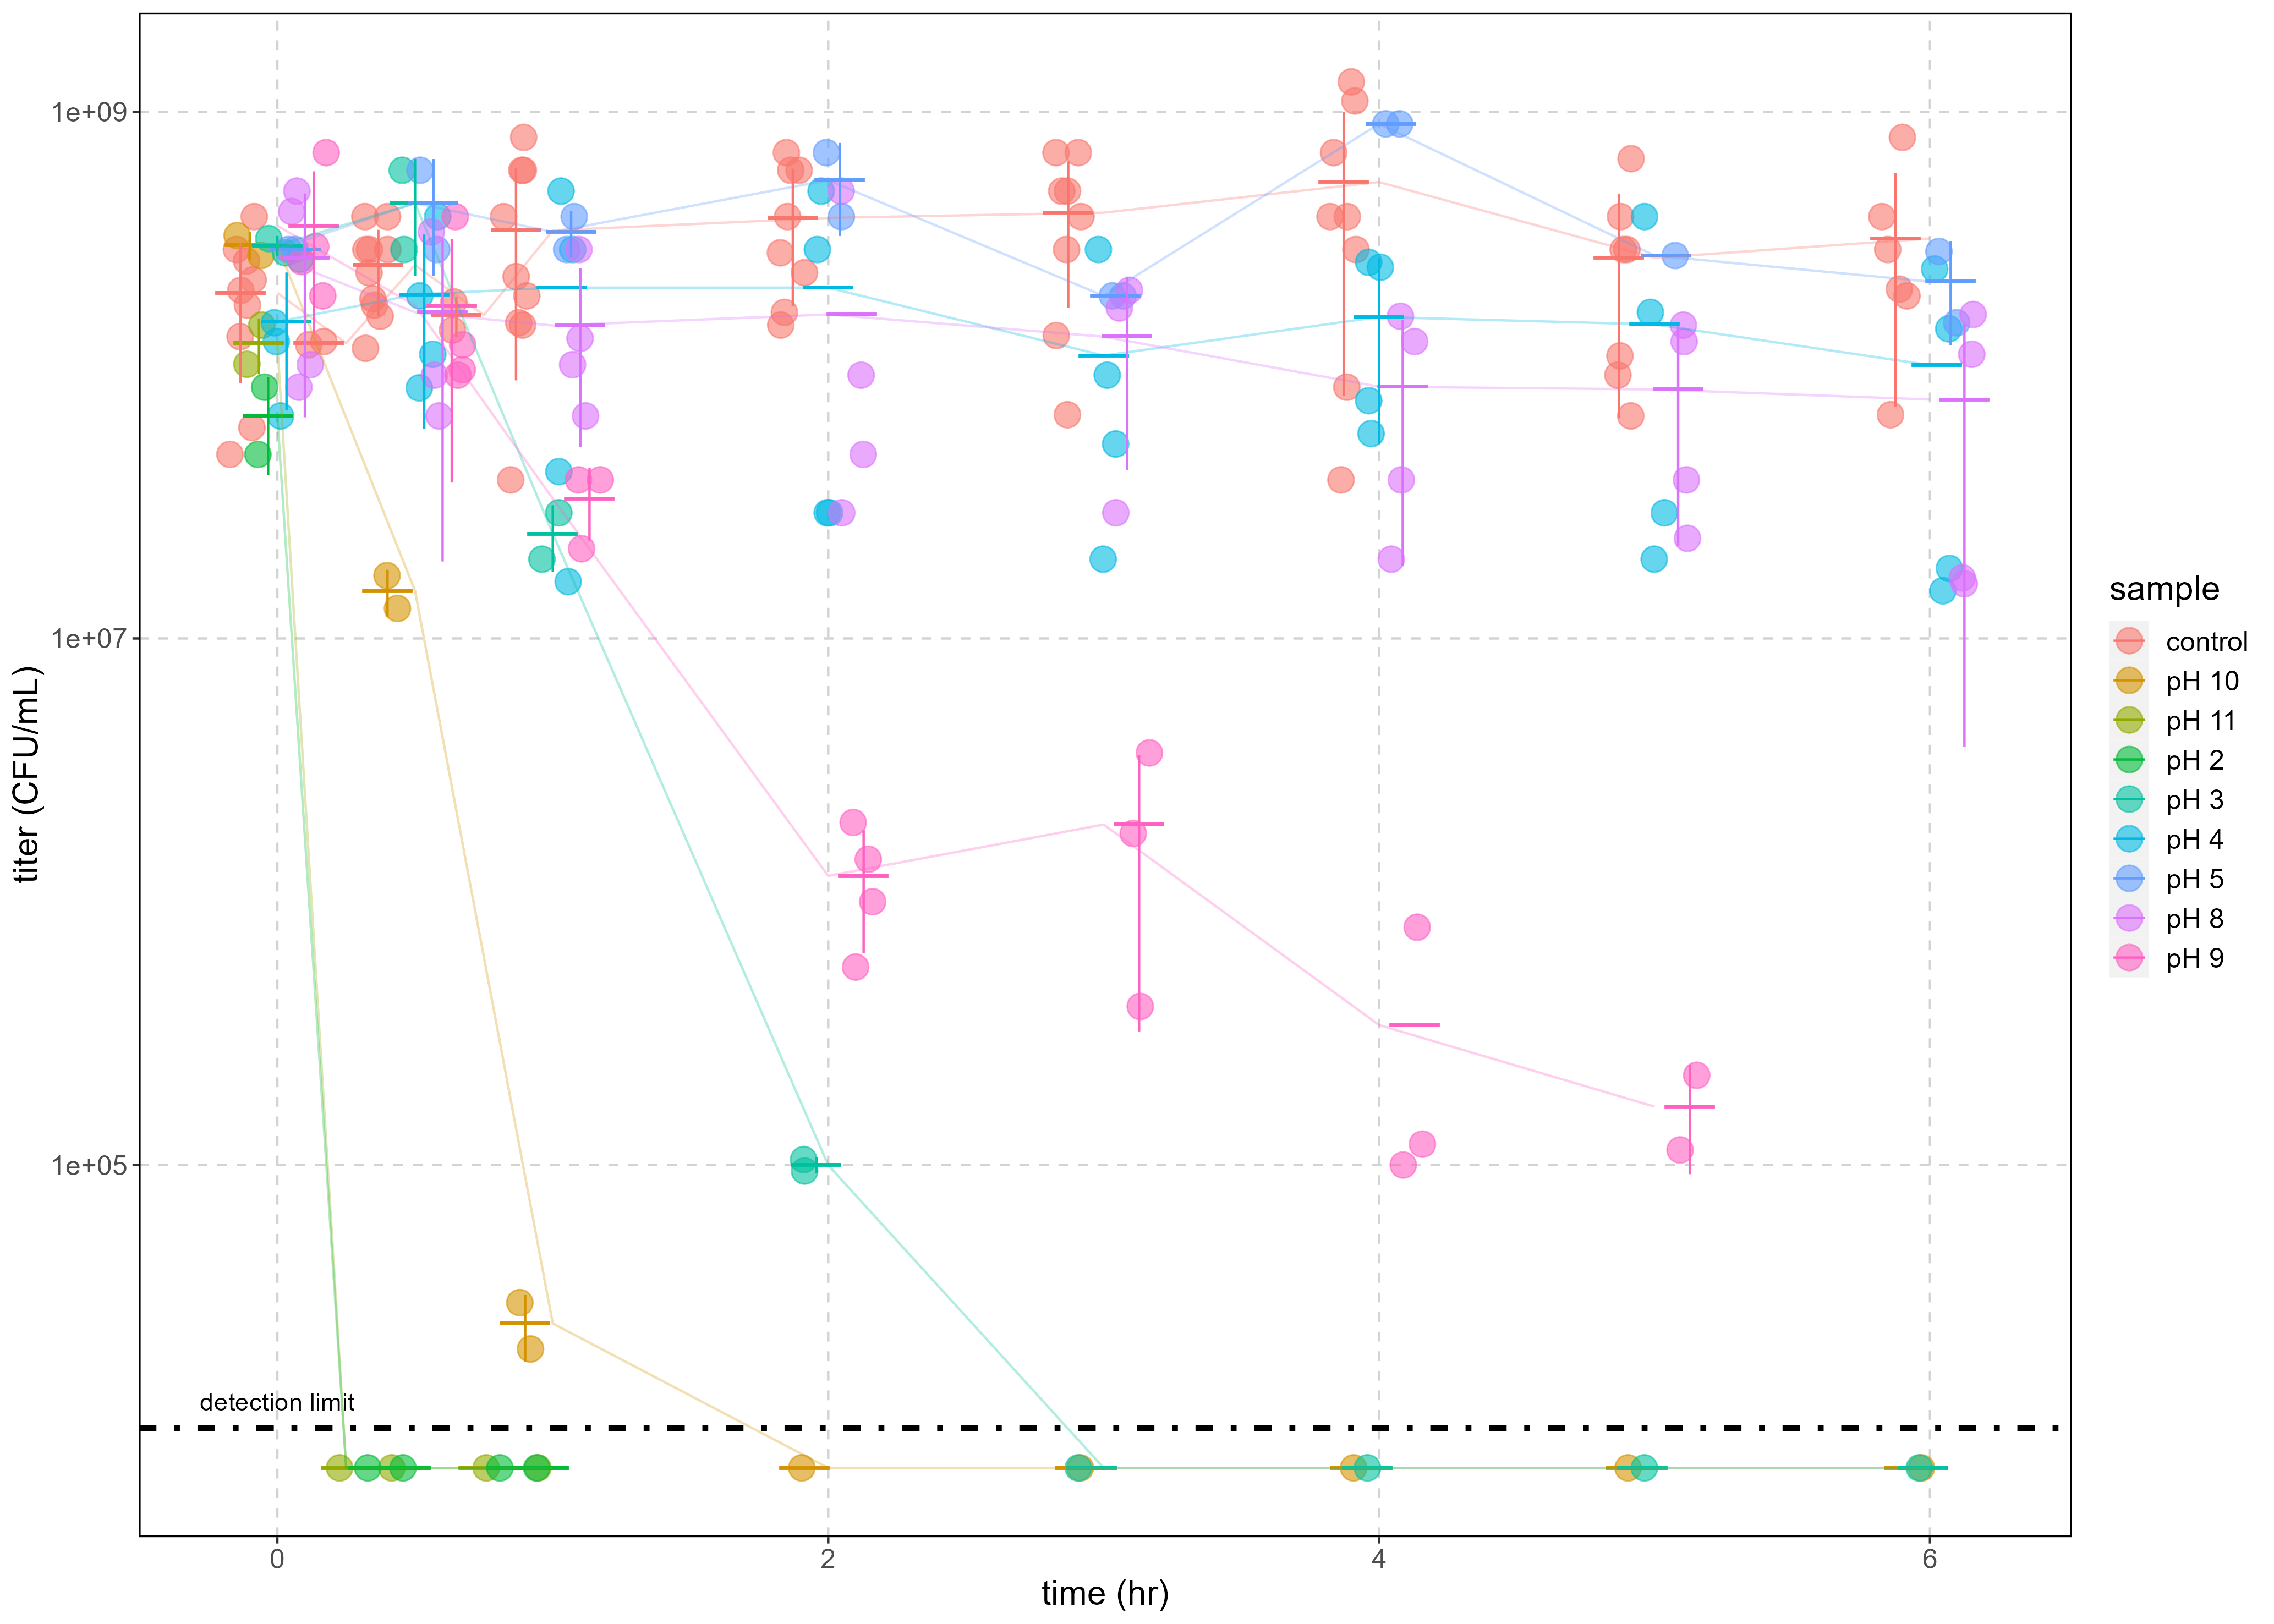 1e+09
1e+07
1e+05
titer (CFU/mL)
detection limit
0
2
4
6
time (hr)
sample
control
pH 10
pH 11
pH 2
pH 3
pH 4
pH 5
pH 8
pH 9